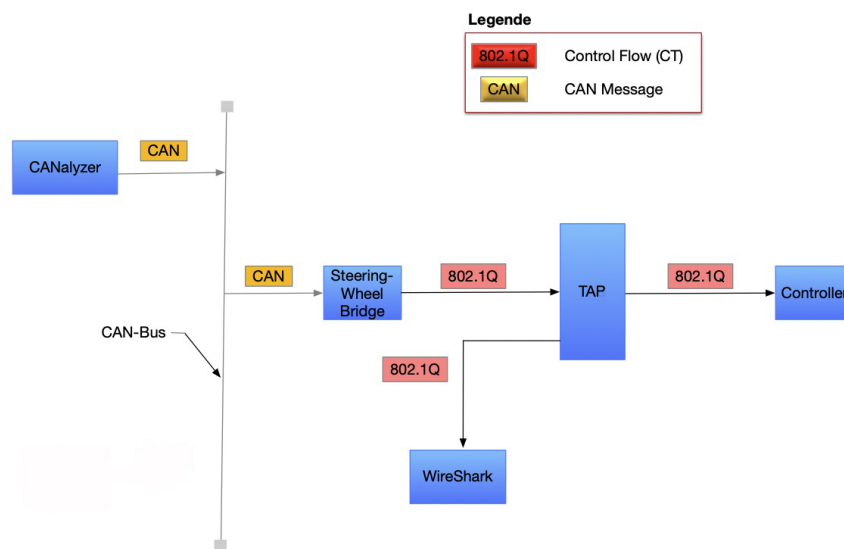 Legende
802.1Q Control Flow (CT)
CAN CAN Message
CANalyzer
CAN
CAN
Steering-
Wheel
Bridge
802.1Q
TAP
802.1Q
Controller
CAN-Bus
802.1Q
WireShark